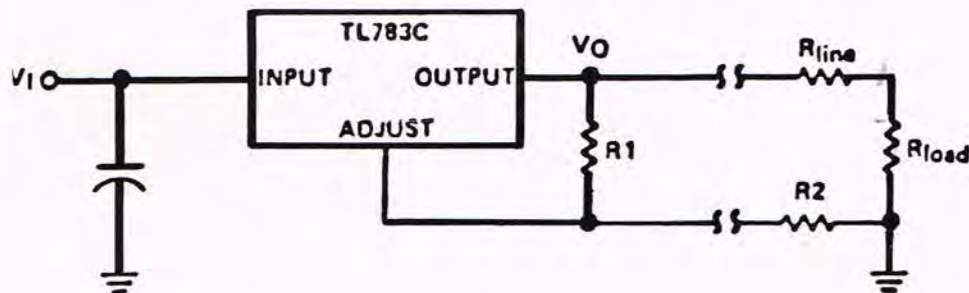 TL783C
VI
INPUT
OUTPUT
ADJUST
VO
Rline
R1
Rload
R2